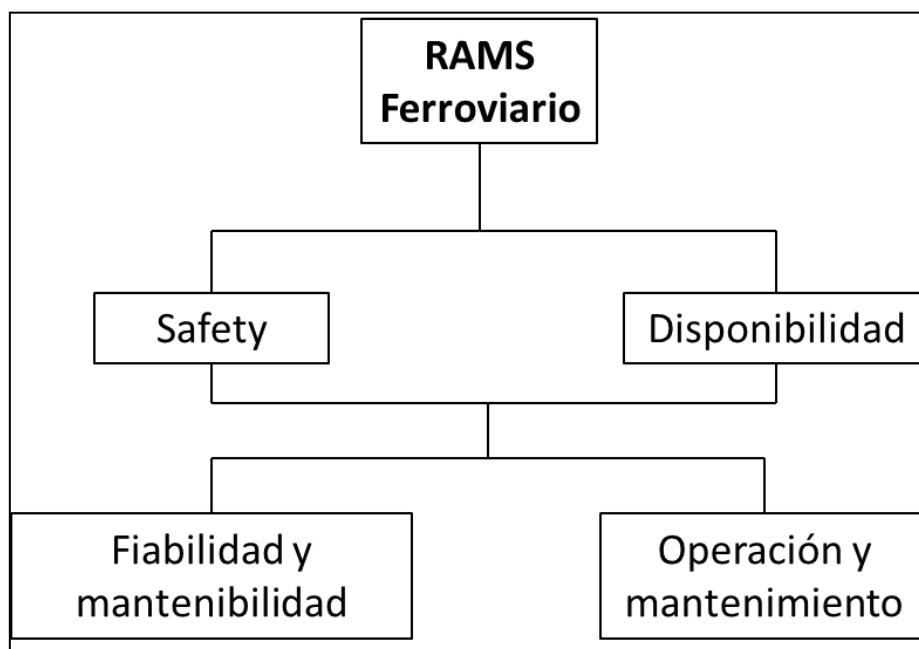 RAMS
Ferroviario
Safety
Disponibilidad
Fiabilidad y
mantenibilidad
Operación y
mantenimiento